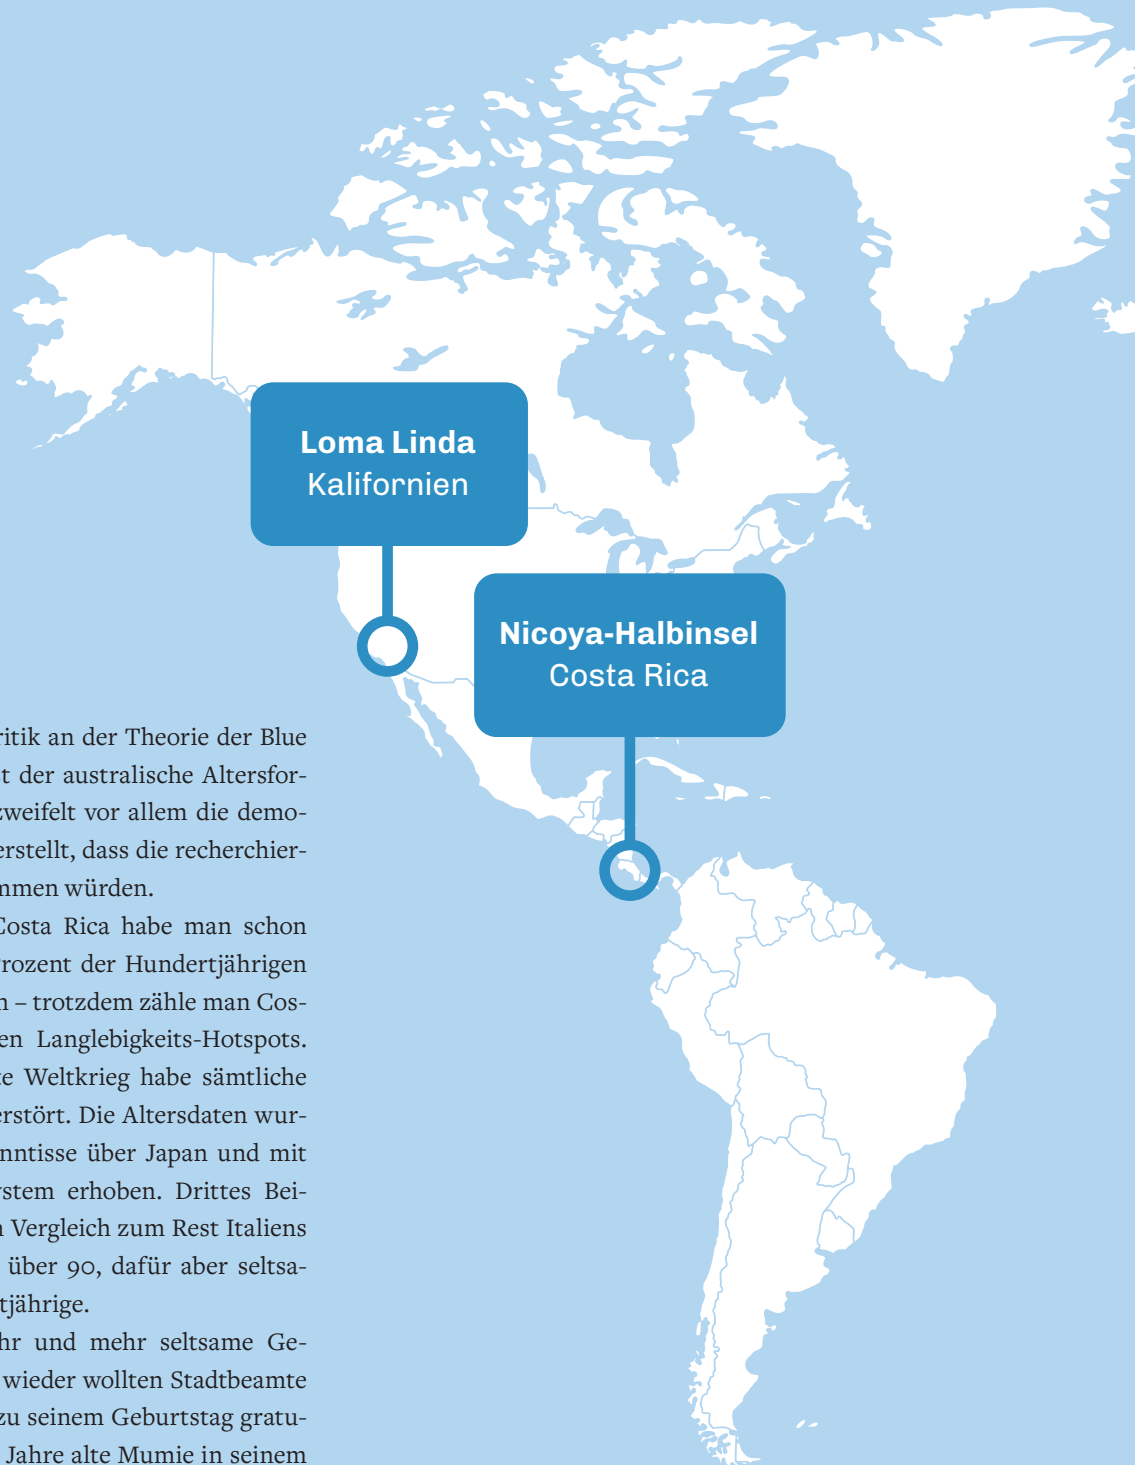 Loma Linda
Kalifornien
Nicoya-Halbinsel
Costa Rica
ritik an der Theorie der Blue
t der australische Altersfor-
zweifelt vor allem die demo-
erstellt, dass die recherchier-
mmen würden.
Costa Rica habe man schon
Prozent der Hundertjährigen
n – trotzdem zähle man Cos-
en Langlebigkeits-Hotspots.
te Weltkrieg habe sämtliche
erstört. Die Altersdaten wur-
nntisse über Japan und mit
ystem erhoben. Drittes Bei-
n Vergleich zum Rest Italiens
über 90, dafür aber seltsa-
tjährige.
hr und mehr seltsame Ge-
wieder wollten Stadtbeamte
zu seinem Geburtstag gratu-
Jahre alte Mumie in seinem